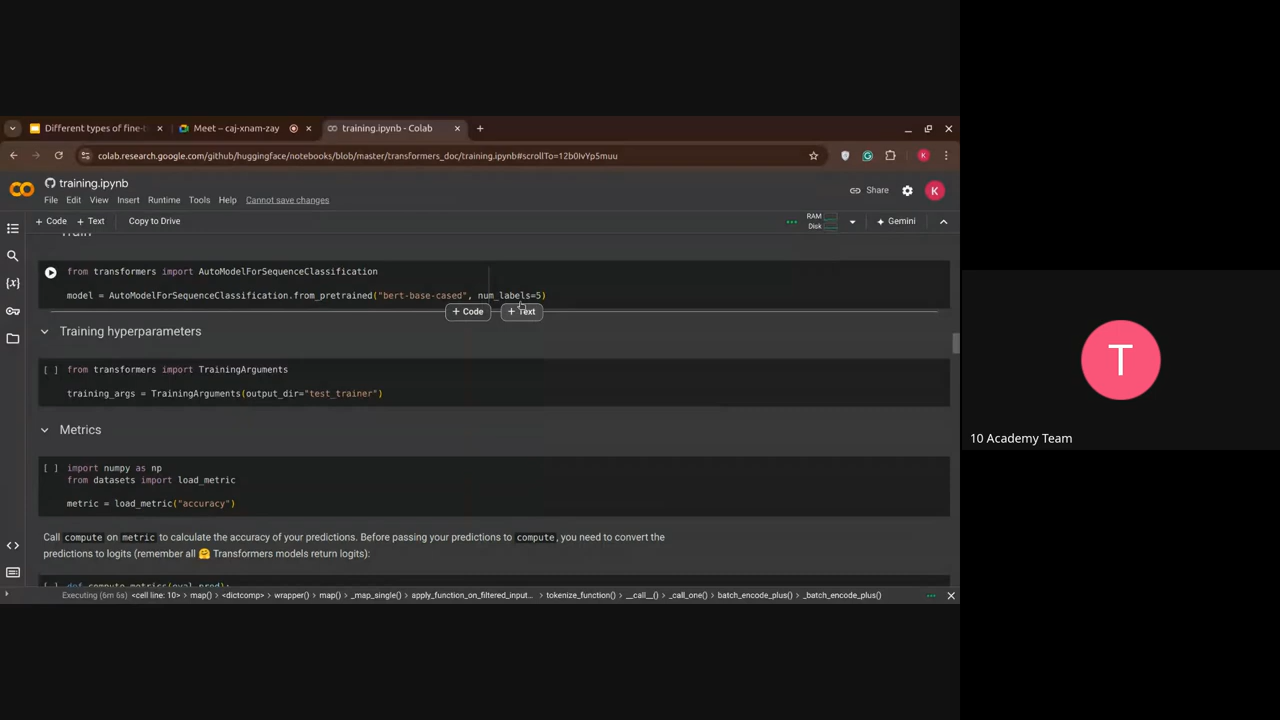 Different types of fine-t
Meet – caj-xnam-zay
training.ipynb - Colab
colab.research.google.com/github/huggingface/notebooks/blob/master/transformers_doc/training.ipynb#scrollTo=12b0IvYp5muu
K
training.ipynb
File Edit View Insert Runtime Tools Help Cannot save changes
Share
K
+ Code + Text Copy to Drive
RAM
Disk
Gemini
Train
from transformers import AutoModelForSequenceClassification
model = AutoModelForSequenceClassification.from_pretrained("bert-base-cased", num_labels=5)
+ Code + Text
Training hyperparameters
[ ] from transformers import TrainingArguments
training_args = TrainingArguments(output_dir="test_trainer")
Metrics
[ ] import numpy as np
from datasets import load_metric
metric = load_metric("accuracy")
Call compute on metric to calculate the accuracy of your predictions. Before passing your predictions to compute, you need to convert the
predictions to logits (remember all 🤗 Transformers models return logits):
[ ] def compute_metrics(eval_pred):
Executing (6m 6s) <cell line: 10> > map() > <dictcomp> > wrapper() > map() > _map_single() > apply_function_on_filtered_input... > tokenize_function() > __call__() > _call_one() > batch_encode_plus() > _batch_encode_plus()
T
10 Academy Team